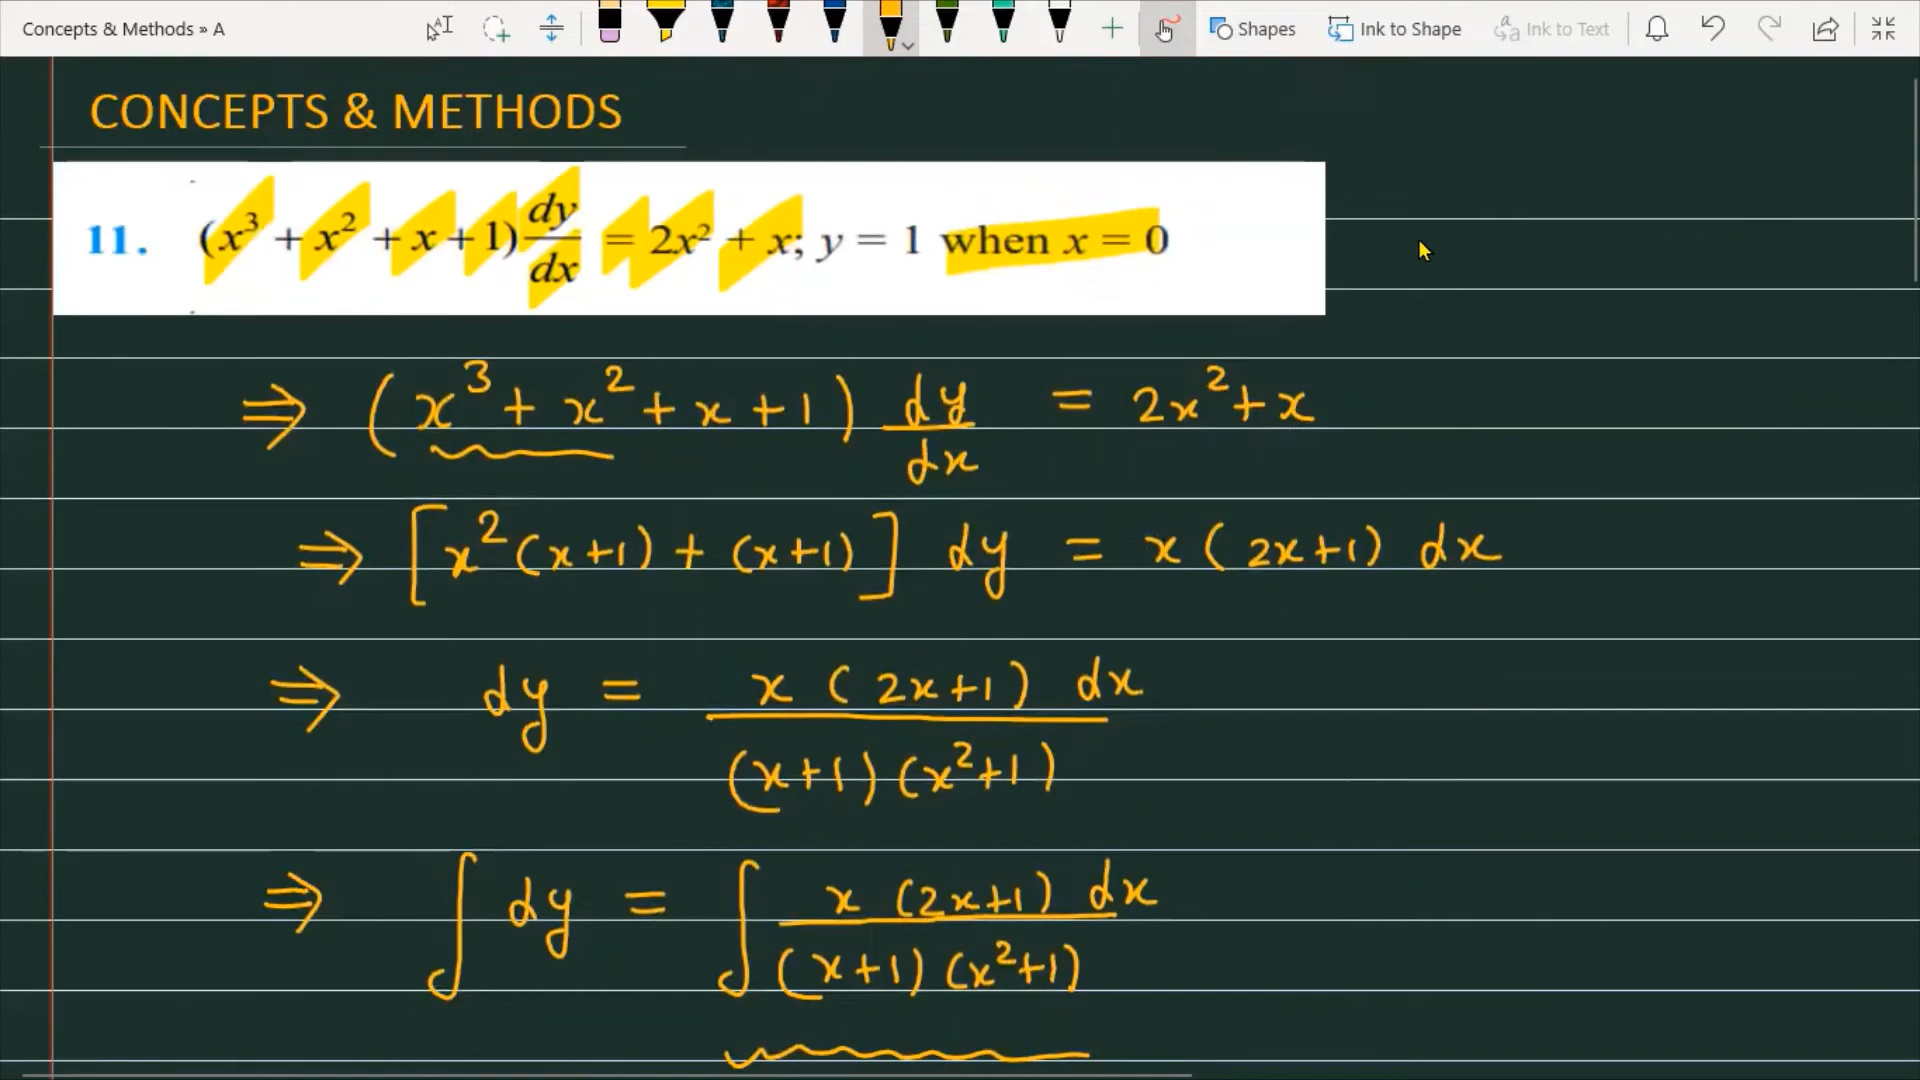 Concepts & Methods » A
Shapes
Ink to Shape
Ink to Text
CONCEPTS & METHODS
11. (x³ + x² + x + 1) dy/dx = 2x² + x; y = 1 when x = 0
⇒ (x³ + x² + x + 1) dy/dx = 2x² + x
⇒ [x² (x+1) + (x+1)] dy = x (2x+1) dx
⇒ dy = x (2x+1) dx / (x+1) (x²+1)
⇒ ∫ dy = ∫ x (2x+1) dx / (x+1) (x²+1)